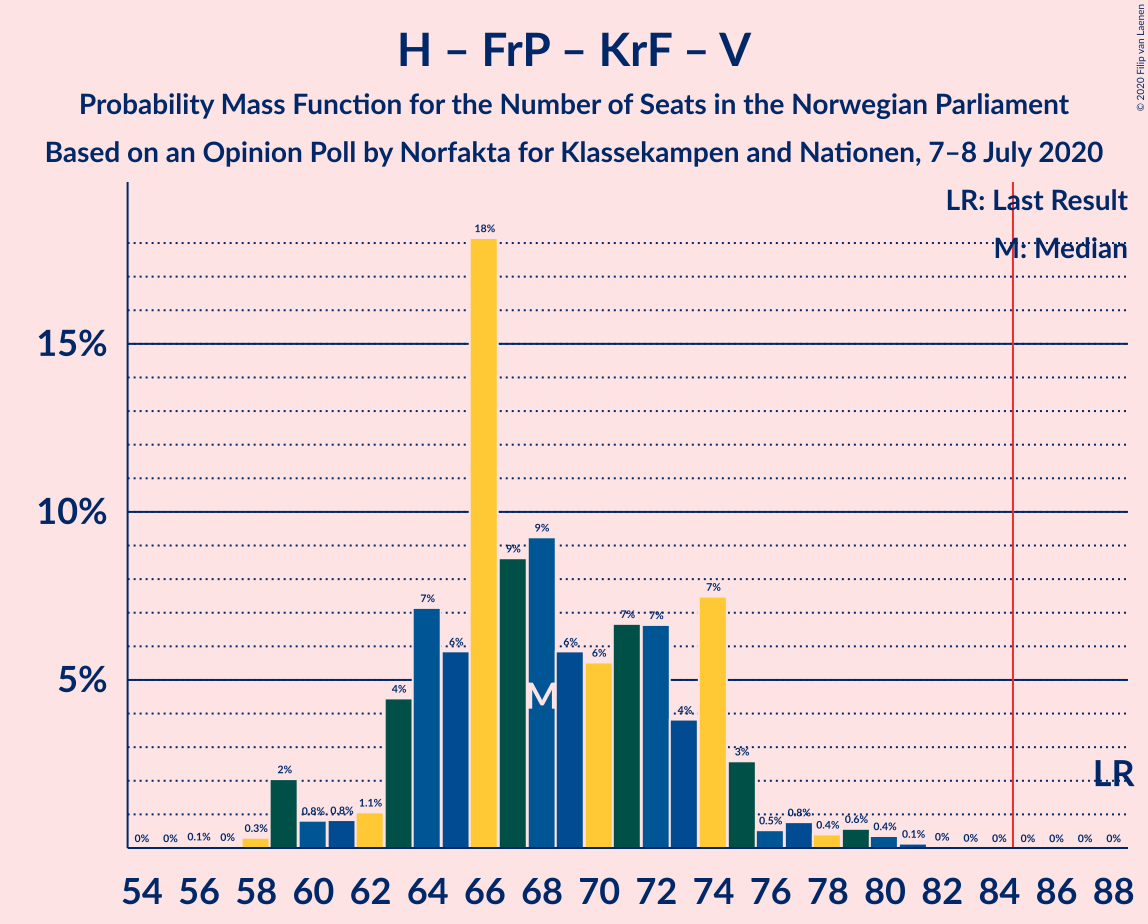 H – FrP – KrF – V
Probability Mass Function for the Number of Seats in the Norwegian Parliament
Based on an Opinion Poll by Norfakta for Klassekampen and Nationen, 7–8 July 2020
© 2020 Filip van Laenen
LR: Last Result
M: Median
15%
10%
5%
0% 0% 0.1% 0% 0.3% 2% 0.8% 0.8% 1.1% 4% 7% 6% 18% 9% 9% 6% 6% 7% 7% 4% 7% 3% 0.5% 0.8% 0.4% 0.6% 0.4% 0.1% 0% 0% 0% 0% 0% 0% 0%
M
LR
54 56 58 60 62 64 66 68 70 72 74 76 78 80 82 84 86 88